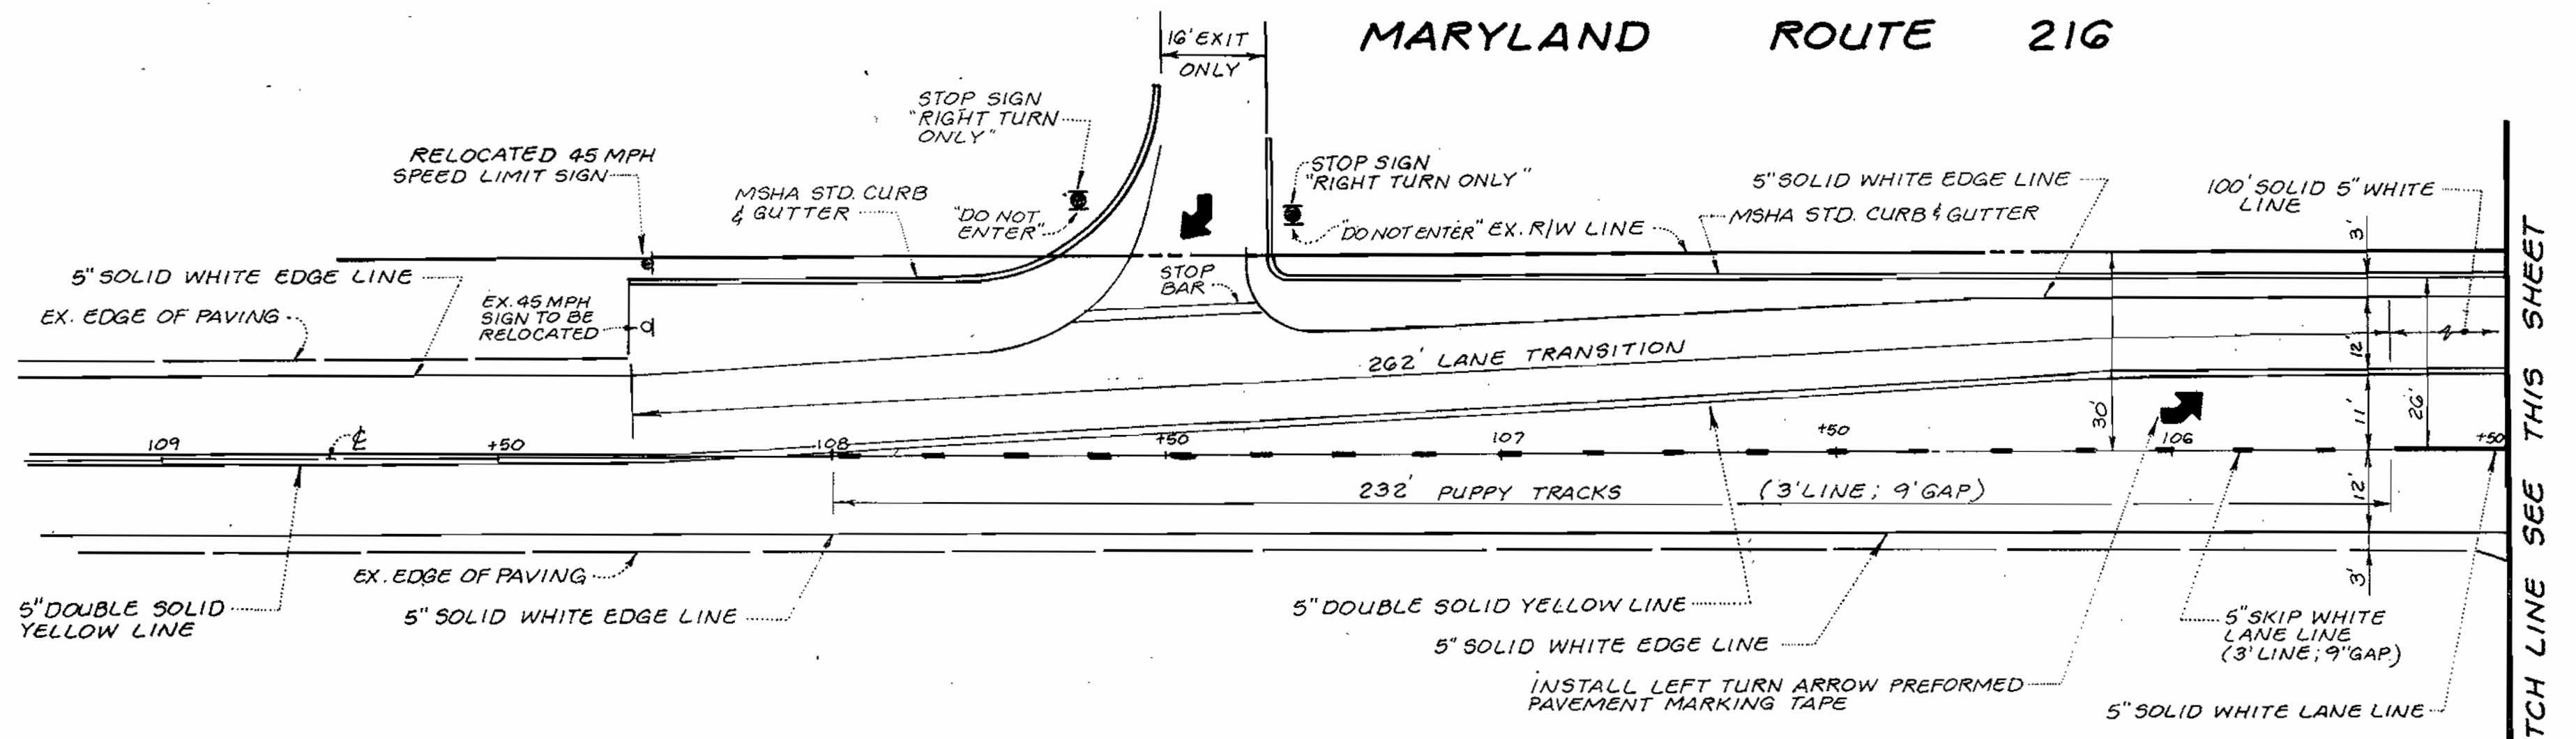 MARYLAND ROUTE 216
16' EXIT
ONLY
STOP SIGN
"RIGHT TURN
ONLY"
RELOCATED 45 MPH
SPEED LIMIT SIGN
MSHA STD. CURB
& GUTTER
"DO NOT
ENTER"
STOP SIGN
"RIGHT TURN ONLY"
"DO NOT ENTER" EX. R/W LINE
5" SOLID WHITE EDGE LINE
MSHA STD. CURB & GUTTER
100' SOLID 5" WHITE
LINE
3'
5" SOLID WHITE EDGE LINE
EX. EDGE OF PAVING
EX. 45 MPH
SIGN TO BE
RELOCATED
STOP
BAR
262' LANE TRANSITION
12'
30'
11'
26'
109
+50
108
+50
107
+50
106
+50
232' PUPPY TRACKS (3' LINE; 9' GAP)
12'
3'
EX. EDGE OF PAVING
5" DOUBLE SOLID
YELLOW LINE
5" SOLID WHITE EDGE LINE
5" DOUBLE SOLID YELLOW LINE
5" SOLID WHITE EDGE LINE
INSTALL LEFT TURN ARROW PREFORMED
PAVEMENT MARKING TAPE
5" SKIP WHITE
LANE LINE
(3' LINE; 9" GAP.)
5" SOLID WHITE LANE LINE
TCH LINE SEE THIS SHEET